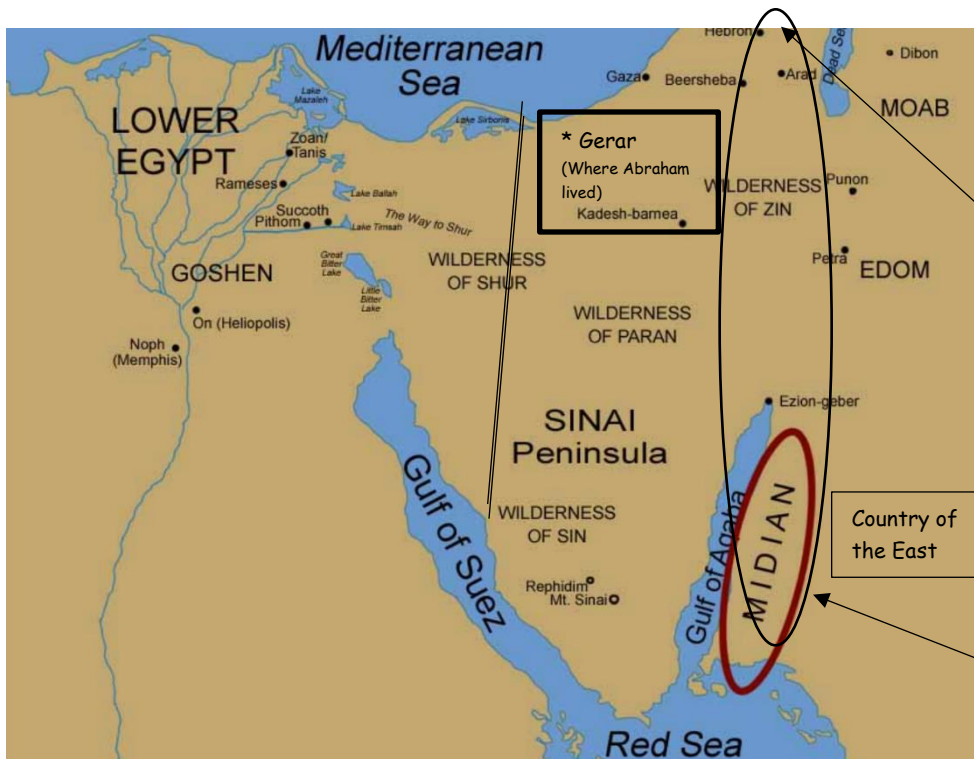 Mediterranean
Sea
Hebron
Dead Sea
Dibon
Gaza
Beersheba
Arad
MOAB
Lake
Mazaleh
Lake Sirbonis
LOWER
EGYPT
Zoan/
Tanis
* Gerar
(Where Abraham
lived)
Kadesh-barnea
Rameses
Lake Ballah
WILDERNESS
OF ZIN
Punon
Succoth
Pithom
Lake Timsah
The Way to Shur
Petra
EDOM
GOSHEN
Great
Bitter
Lake
Little
Bitter
Lake
WILDERNESS
OF SHUR
On (Heliopolis)
WILDERNESS
OF PARAN
Noph
(Memphis)
Ezion-geber
SINAI
Peninsula
Gulf of Suez
WILDERNESS
OF SIN
Gulf of Aqaba
MIDIAN
Country of
the East
Rephidim
Mt. Sinai
Red Sea